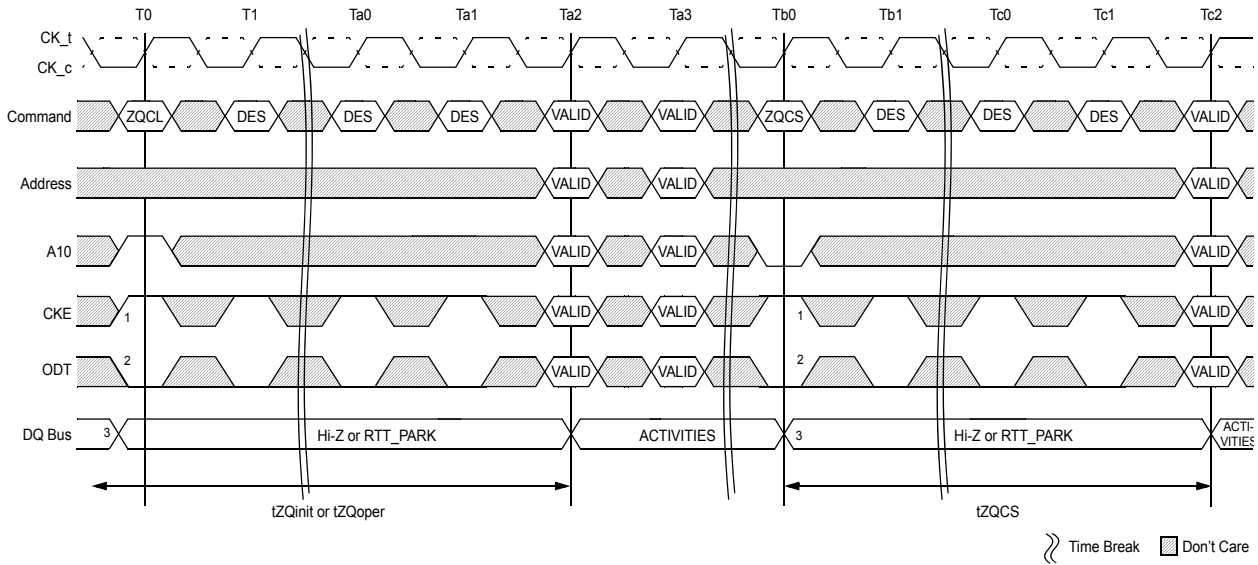 T0 T1 Ta0 Ta1 Ta2 Ta3 Tb0 Tb1 Tc0 Tc1 Tc2
CK_t
CK_c
Command ZQCL DES DES DES VALID VALID ZQCS DES DES DES VALID
Address VALID VALID VALID
A10 VALID VALID VALID
CKE 1 VALID VALID 1 VALID
ODT 2 VALID VALID 2 VALID
DQ Bus 3 Hi-Z or RTT_PARK ACTIVITIES 3 Hi-Z or RTT_PARK ACTI-
VITIES
tZQinit or tZQoper tZQCS
Time Break Don't Care